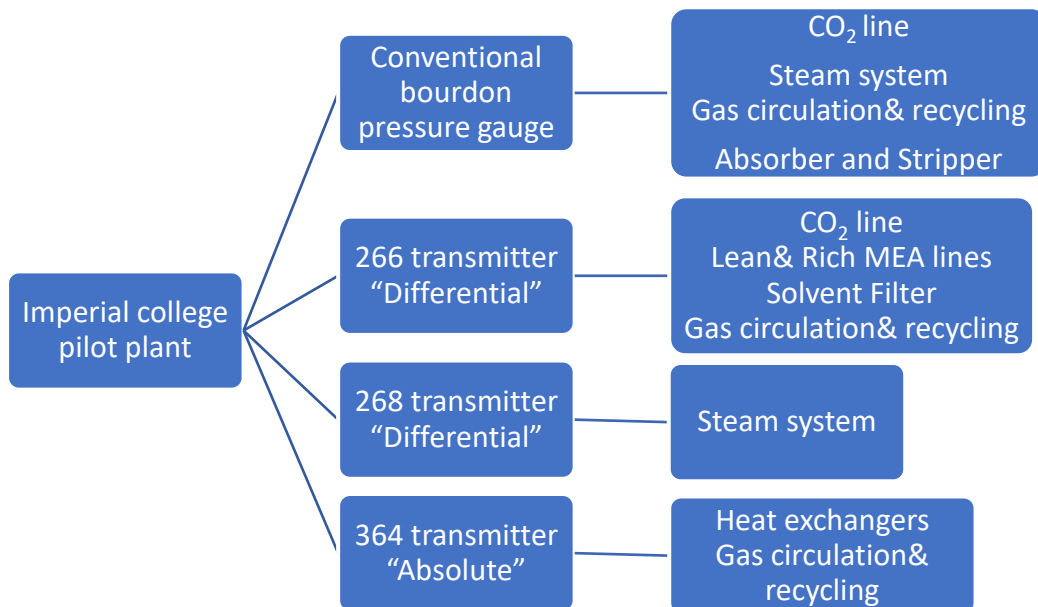 Imperial college
pilot plant
Conventional
bourdon
pressure gauge
CO₂ line
Steam system
Gas circulation& recycling
Absorber and Stripper
266 transmitter
“Differential”
CO₂ line
Lean& Rich MEA lines
Solvent Filter
Gas circulation& recycling
268 transmitter
“Differential”
Steam system
364 transmitter
“Absolute”
Heat exchangers
Gas circulation&
recycling